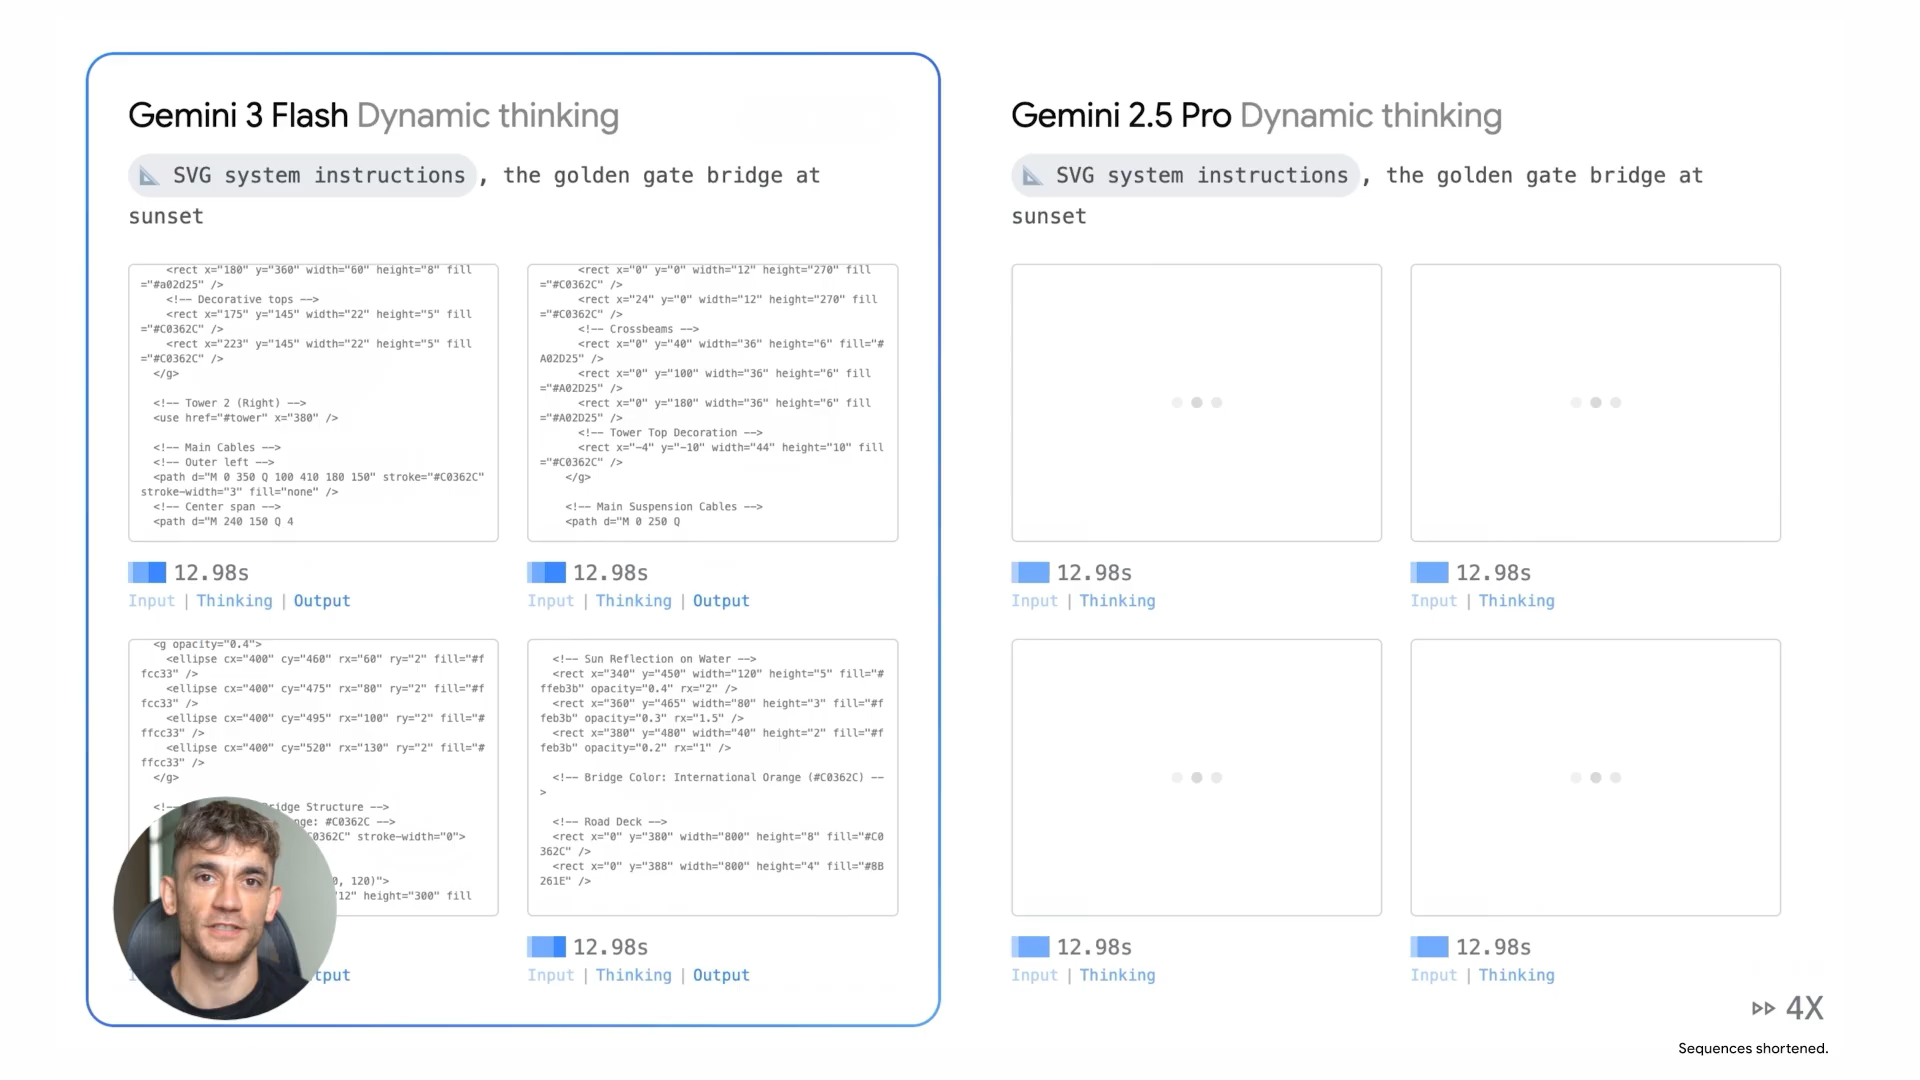 Gemini 3 Flash Dynamic thinking
SVG system instructions, the golden gate bridge at
sunset
<rect x="180" y="360" width="60" height="8" fill
="#a02d25" />
<!-- Decorative tops -->
<rect x="175" y="145" width="22" height="5" fill
="#C0362C" />
<rect x="223" y="145" width="22" height="5" fill
="#C0362C" />
</g>
<!-- Tower 2 (Right) -->
<use href="#tower" x="380" />
<!-- Main Cables -->
<!-- Outer left -->
<path d="M 0 350 Q 100 410 180 150" stroke="#C0362C"
stroke-width="3" fill="none" />
<!-- Center span -->
<path d="M 240 150 Q 4
12.98s
Input | Thinking | Output
<rect x="0" y="0" width="12" height="270" fill
="#C0362C" />
<rect x="24" y="0" width="12" height="270" fill
="#C0362C" />
<!-- Crossbeams -->
<rect x="0" y="40" width="36" height="6" fill="#
A02D25" />
<rect x="0" y="100" width="36" height="6" fill
="#A02D25" />
<rect x="0" y="180" width="36" height="6" fill
="#A02D25" />
<!-- Tower Top Decoration -->
<rect x="-4" y="-10" width="44" height="10" fill
="#C0362C" />
</g>
<!-- Main Suspension Cables -->
<path d="M 0 250 Q
12.98s
Input | Thinking | Output
<g opacity="0.4">
<ellipse cx="400" cy="460" rx="60" ry="2" fill="#f
fcc33" />
<ellipse cx="400" cy="475" rx="80" ry="2" fill="#f
fcc33" />
<ellipse cx="400" cy="495" rx="100" ry="2" fill="#
ffcc33" />
<ellipse cx="400" cy="520" rx="130" ry="2" fill="#
ffcc33" />
</g>
<!-- Bridge Structure -->
nge: #C0362C -->
C0362C" stroke-width="0">
0, 120)">
"12" height="300" fill
tput
<!-- Sun Reflection on Water -->
<rect x="340" y="450" width="120" height="5" fill="#
ffeb3b" opacity="0.4" rx="2" />
<rect x="360" y="465" width="80" height="3" fill="#f
feb3b" opacity="0.3" rx="1.5" />
<rect x="380" y="480" width="40" height="2" fill="#f
feb3b" opacity="0.2" rx="1" />
<!-- Bridge Color: International Orange (#C0362C) --
>
<!-- Road Deck -->
<rect x="0" y="380" width="800" height="8" fill="#C0
362C" />
<rect x="0" y="388" width="800" height="4" fill="#8B
261E" />
12.98s
Input | Thinking | Output
Gemini 2.5 Pro Dynamic thinking
SVG system instructions, the golden gate bridge at
sunset
12.98s
Input | Thinking
12.98s
Input | Thinking
12.98s
Input | Thinking
12.98s
Input | Thinking
4X
Sequences shortened.